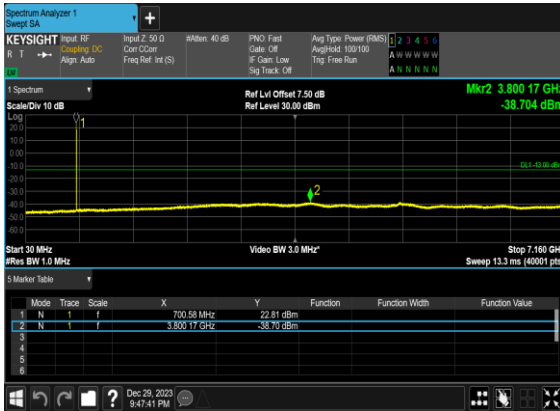 Spectrum Analyzer 1
Swept SA
+
KEYSIGHT Input: RF Input Z: 50 Ω #Atten: 40 dB PNO: Fast Avg Type: Power (RMS) 1 2 3 4 5 6
R T Coupling: DC Corr CCorr Gate: Off Avg|Hold: 100/100 A W W W W W
Align: Auto Freq Ref: Int (S) IF Gain: Low Trig: Free Run
Sig Track: Off A N N N N N
LXI
1 Spectrum
Ref Lvl Offset 7.50 dB Mkr2 3.800 17 GHz
Scale/Div 10 dB Ref Level 30.00 dBm -38.704 dBm
Log
1
20.0
10.0
0.00
-10.0
DL1 -13.00 dBm
-20.0
-30.0
2
-40.0
-50.0
-60.0
Start 30 MHz Video BW 3.0 MHz* Stop 7.160 GHz
#Res BW 1.0 MHz Sweep 13.3 ms (40001 pts)
5 Marker Table
Mode Trace Scale X Y Function Function Width Function Value
1 N 1 f 700.58 MHz 22.81 dBm
2 N 1 f 3.800 17 GHz -38.70 dBm
3
4
5
6
? Dec 29, 2023
9:47:41 PM